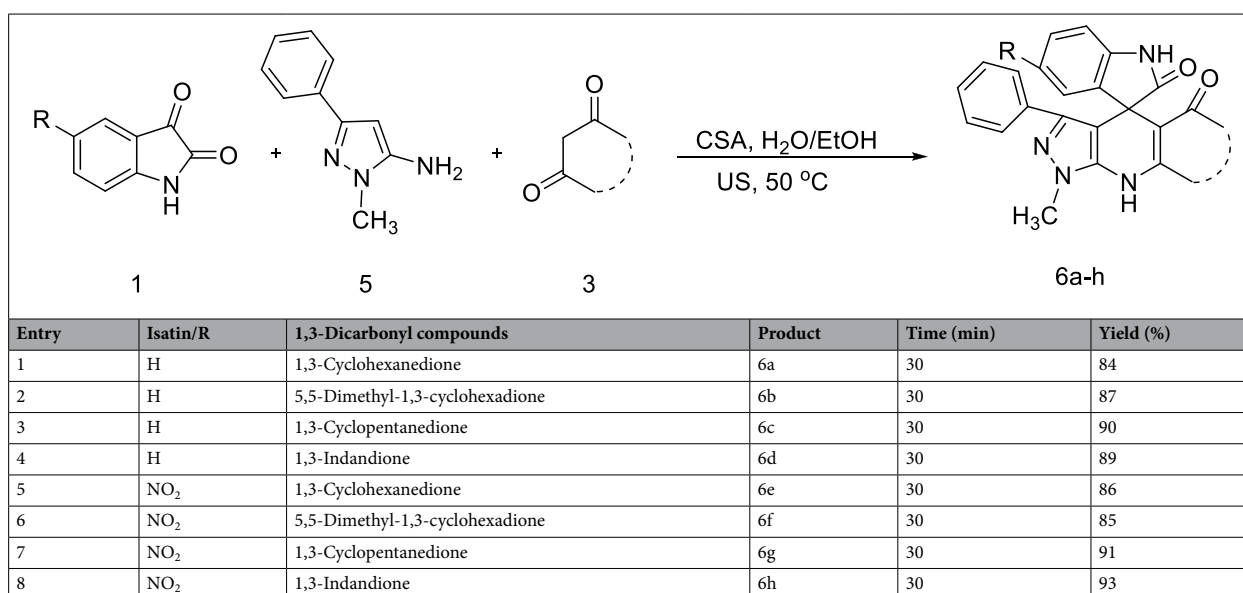 R
O
O
N
H
1
+
N
N
NH₂
CH₃
5
+
O
O
3
CSA, H₂O/EtOH
US, 50 °C
R
NH
O
O
N
N
H₃C
N
H
6a-h
Entry Isatin/R 1,3-Dicarbonyl compounds Product Time (min) Yield (%)
1 H 1,3-Cyclohexanedione 6a 30 84
2 H 5,5-Dimethyl-1,3-cyclohexadione 6b 30 87
3 H 1,3-Cyclopentanedione 6c 30 90
4 H 1,3-Indandione 6d 30 89
5 NO₂ 1,3-Cyclohexanedione 6e 30 86
6 NO₂ 5,5-Dimethyl-1,3-cyclohexadione 6f 30 85
7 NO₂ 1,3-Cyclopentanedione 6g 30 91
8 NO₂ 1,3-Indandione 6h 30 93